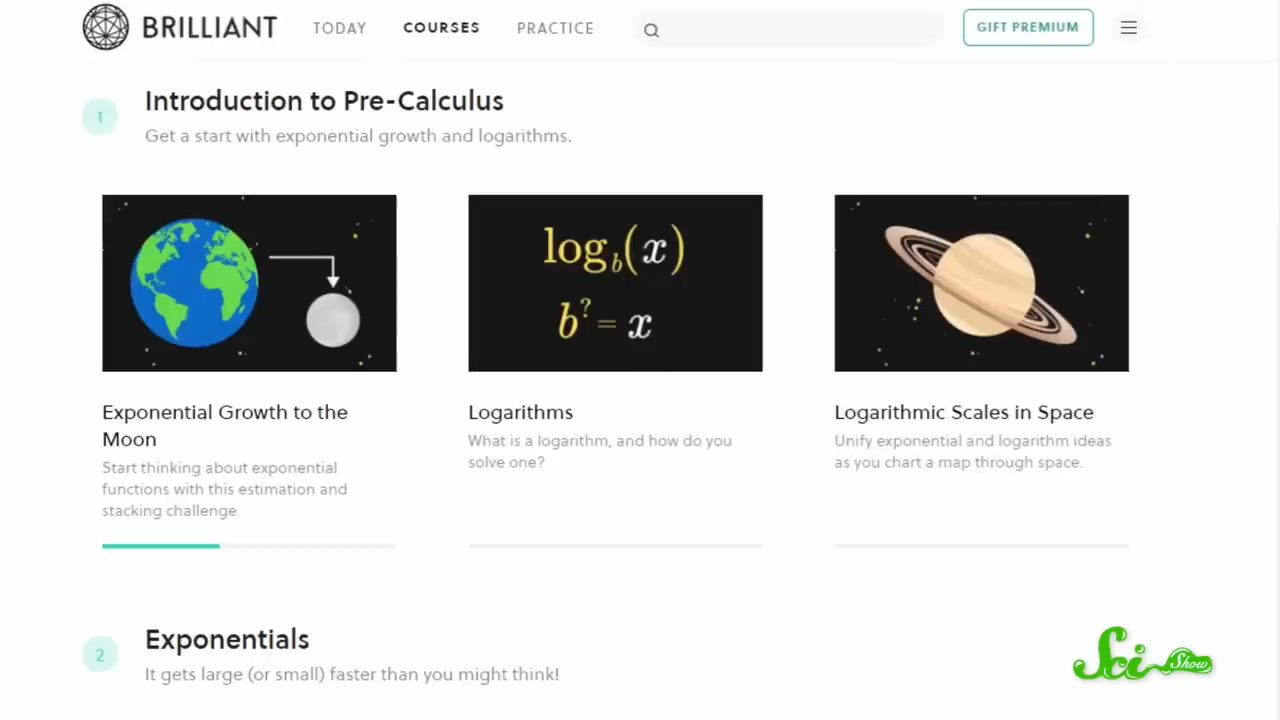 BRILLIANT TODAY COURSES PRACTICE GIFT PREMIUM
1 Introduction to Pre-Calculus
Get a start with exponential growth and logarithms.
log_b(x)
b^? = x
Exponential Growth to the
Moon
Start thinking about exponential
functions with this estimation and
stacking challenge.
Logarithms
What is a logarithm, and how do you
solve one?
Logarithmic Scales in Space
Unify exponential and logarithm ideas
as you chart a map through space.
2 Exponentials
It gets large (or small) faster than you might think!
Sci Show